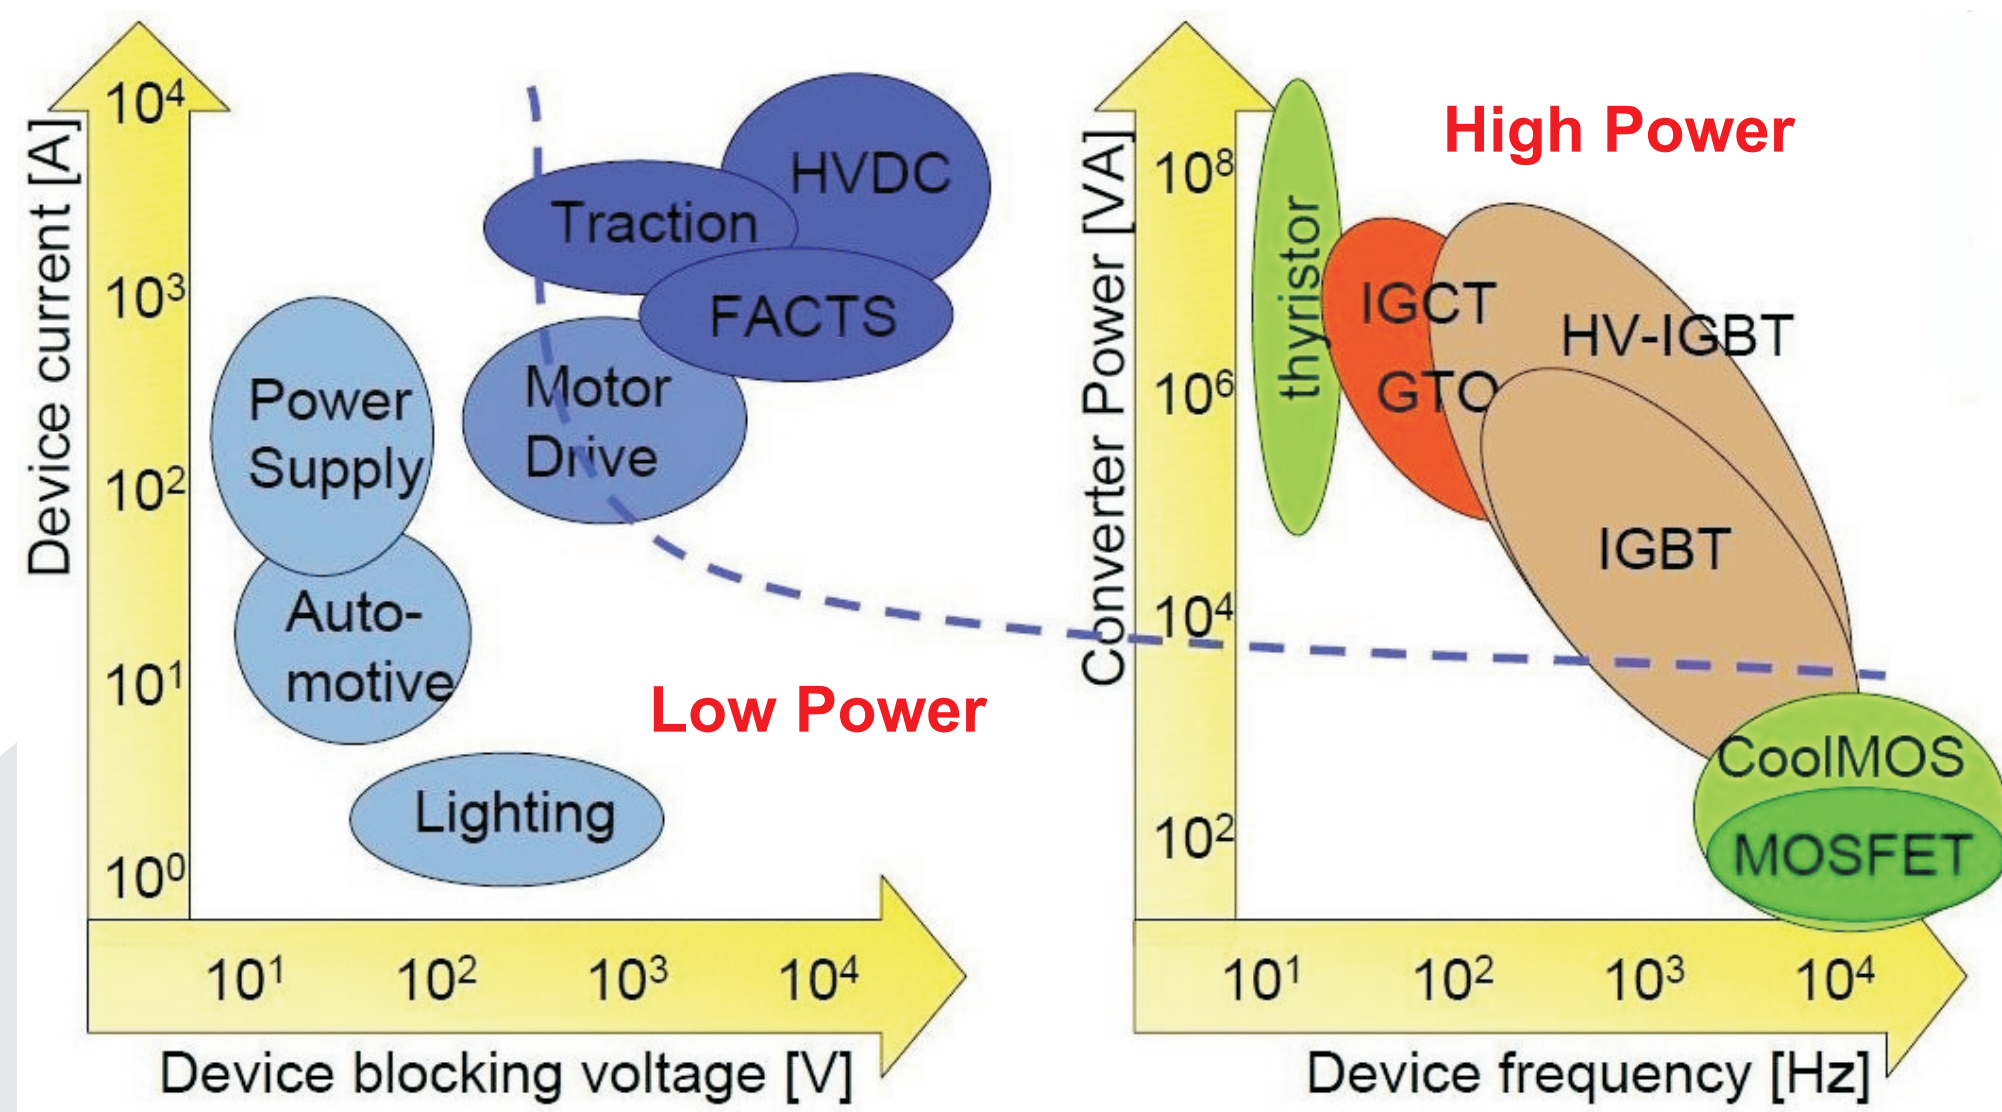 Device current [A]
10⁴
10³
10²
10¹
10⁰
HVDC
Traction
FACTS
Power
Supply
Motor
Drive
Auto-
motive
Lighting
Low Power
10¹ 10² 10³ 10⁴
Device blocking voltage [V]
Converter Power [VA]
10⁸
10⁶
10⁴
10²
High Power
thyristor
IGCT
GTO
HV-IGBT
IGBT
CoolMOS
MOSFET
10¹ 10² 10³ 10⁴
Device frequency [Hz]